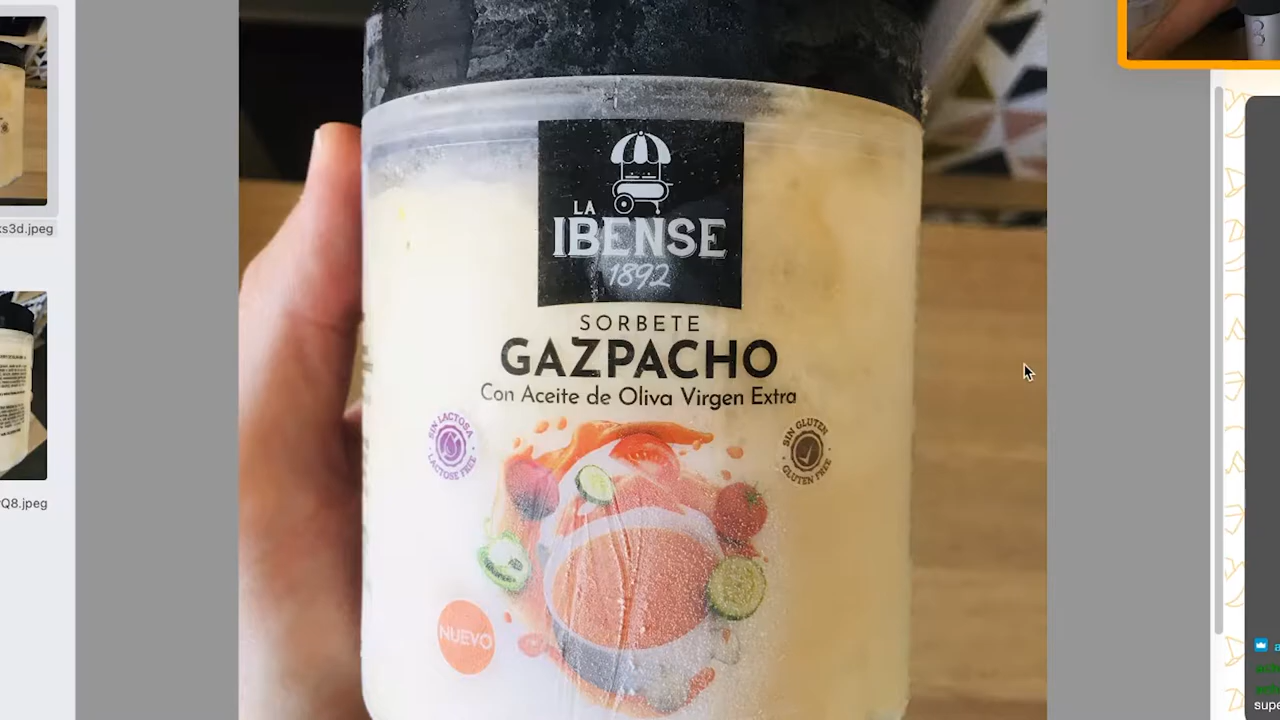 LA
IBENSE
1892
SORBETE
GAZPACHO
Con Aceite de Oliva Virgen Extra
SIN LACTOSA
LACTOSE FREE
SIN GLUTEN
GLUTEN FREE
NUEVO
ks3d.jpeg
Q8.jpeg
supe